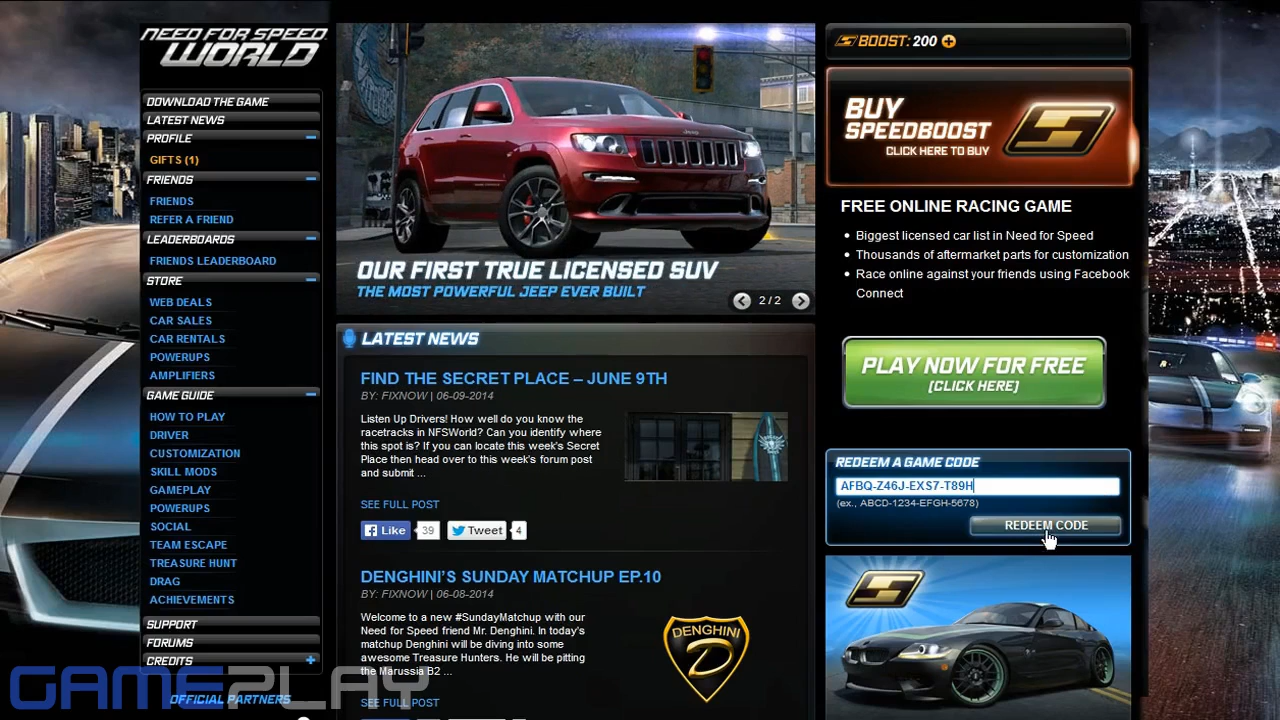 NEED FOR SPEED
WORLD
DOWNLOAD THE GAME
LATEST NEWS
PROFILE
GIFTS (1)
FRIENDS
FRIENDS
REFER A FRIEND
LEADERBOARDS
FRIENDS LEADERBOARD
STORE
WEB DEALS
CAR SALES
CAR RENTALS
POWERUPS
AMPLIFIERS
GAME GUIDE
HOW TO PLAY
DRIVER
CUSTOMIZATION
SKILL MODS
GAMEPLAY
POWERUPS
SOCIAL
TEAM ESCAPE
TREASURE HUNT
DRAG
ACHIEVEMENTS
SUPPORT
FORUMS
CREDITS
OFFICIAL PARTNERS
GAMEPLAY
Jeep
OUR FIRST TRUE LICENSED SUV
THE MOST POWERFUL JEEP EVER BUILT
2 / 2
LATEST NEWS
FIND THE SECRET PLACE – JUNE 9TH
BY: FIXNOW | 06-09-2014
Listen Up Drivers! How well do you know the
racetracks in NFSWorld? Can you identify where
this spot is? If you can locate this week's Secret
Place then head over to this week's forum post
and submit ...
SEE FULL POST
Like 39 Tweet 4
DENGHINI'S SUNDAY MATCHUP EP.10
BY: FIXNOW | 06-08-2014
Welcome to a new #SundayMatchup with our
Need for Speed friend Mr. Denghini. In today's
matchup Denghini will be diving into some
awesome Treasure Hunters. He will be pitting
the Marussia B2 ...
DENGHINI
D
SEE FULL POST
BOOST: 200
BUY
SPEEDBOOST
CLICK HERE TO BUY
FREE ONLINE RACING GAME
Biggest licensed car list in Need for Speed
Thousands of aftermarket parts for customization
Race online against your friends using Facebook
Connect
PLAY NOW FOR FREE
[CLICK HERE]
REDEEM A GAME CODE
AFBQ-Z46J-EXS7-T89H
(ex., ABCD-1234-EFGH-5678)
REDEEM CODE